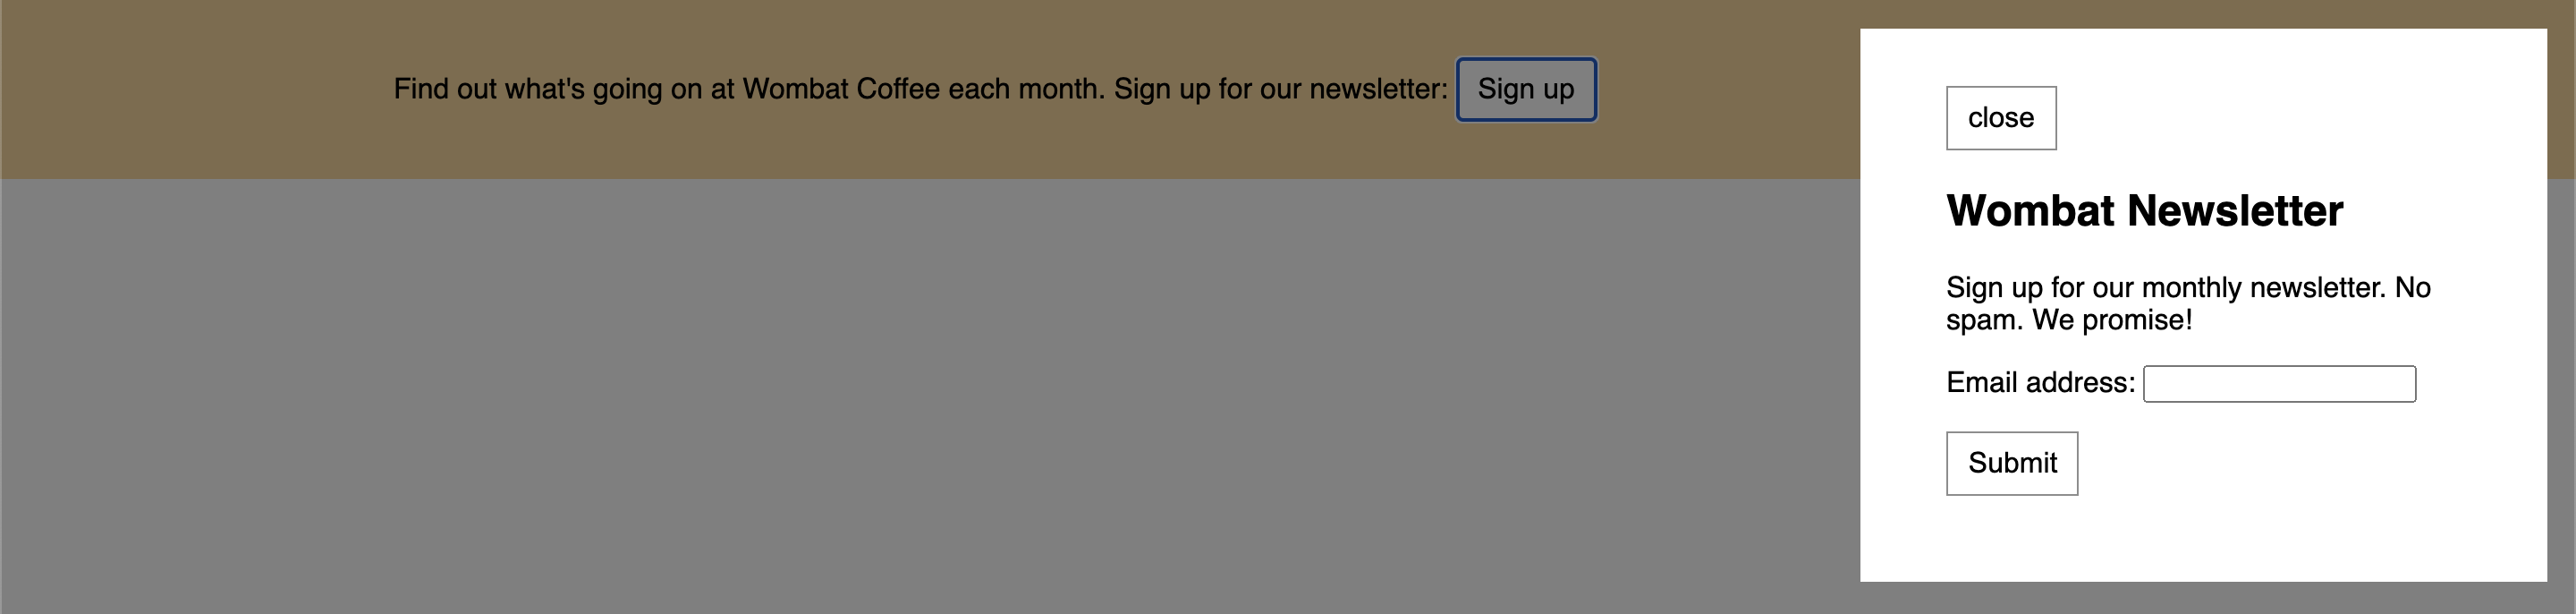 Find out what's going on at Wombat Coffee each month. Sign up for our newsletter: Sign up
close
Wombat Newsletter
Sign up for our monthly newsletter. No
spam. We promise!
Email address:
Submit